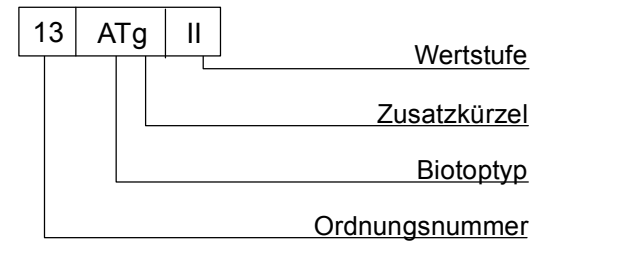 13 ATg II
Wertstufe
Zusatzkürzel
Biotoptyp
Ordnungsnummer